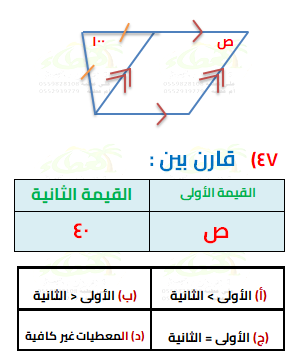 ١٠٠ ص
٤٧) قارن بين :
القيمة الأولى القيمة الثانية
ص ٤٠
(أ) الأولى > الثانية (ب) الأولى < الثانية
(ج) الأولى = الثانية (د) المعطيات غير كافية